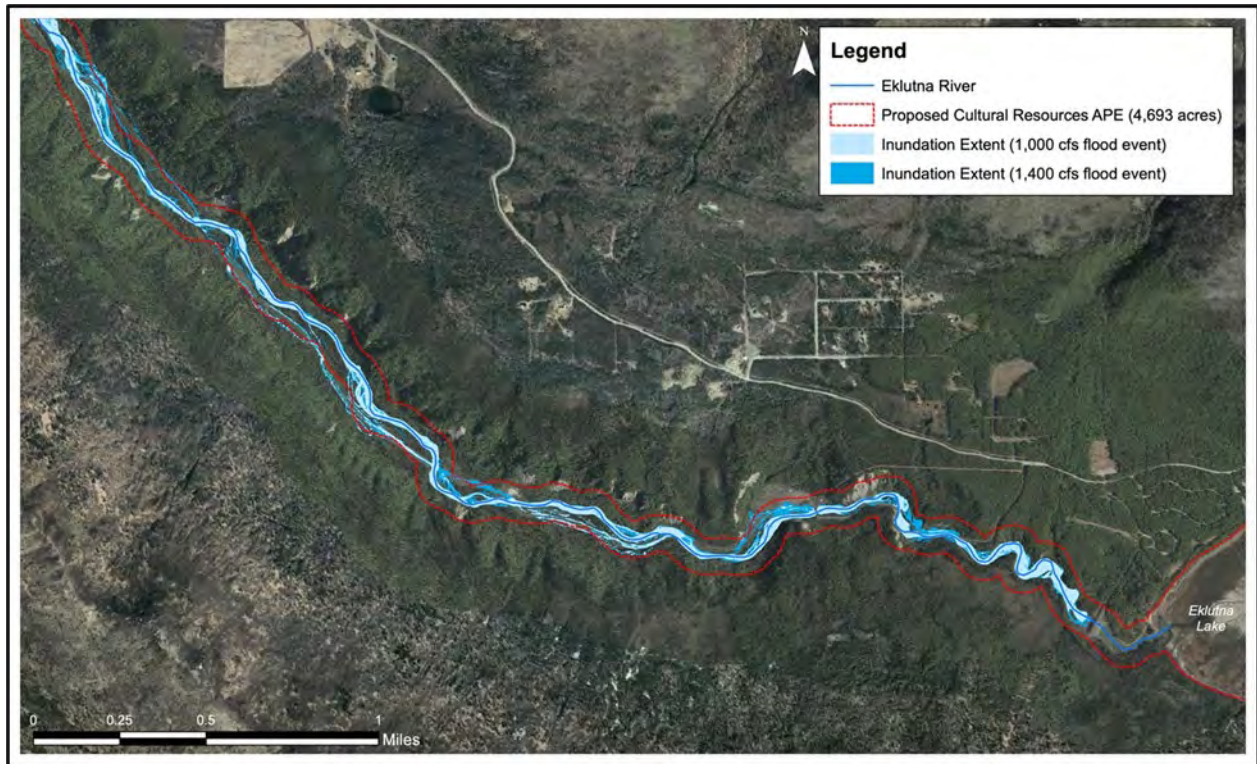 N
Legend
Eklutna River
Proposed Cultural Resources APE (4,693 acres)
Inundation Extent (1,000 cfs flood event)
Inundation Extent (1,400 cfs flood event)
Eklutna
Lake
0 0.25 0.5 1
Miles